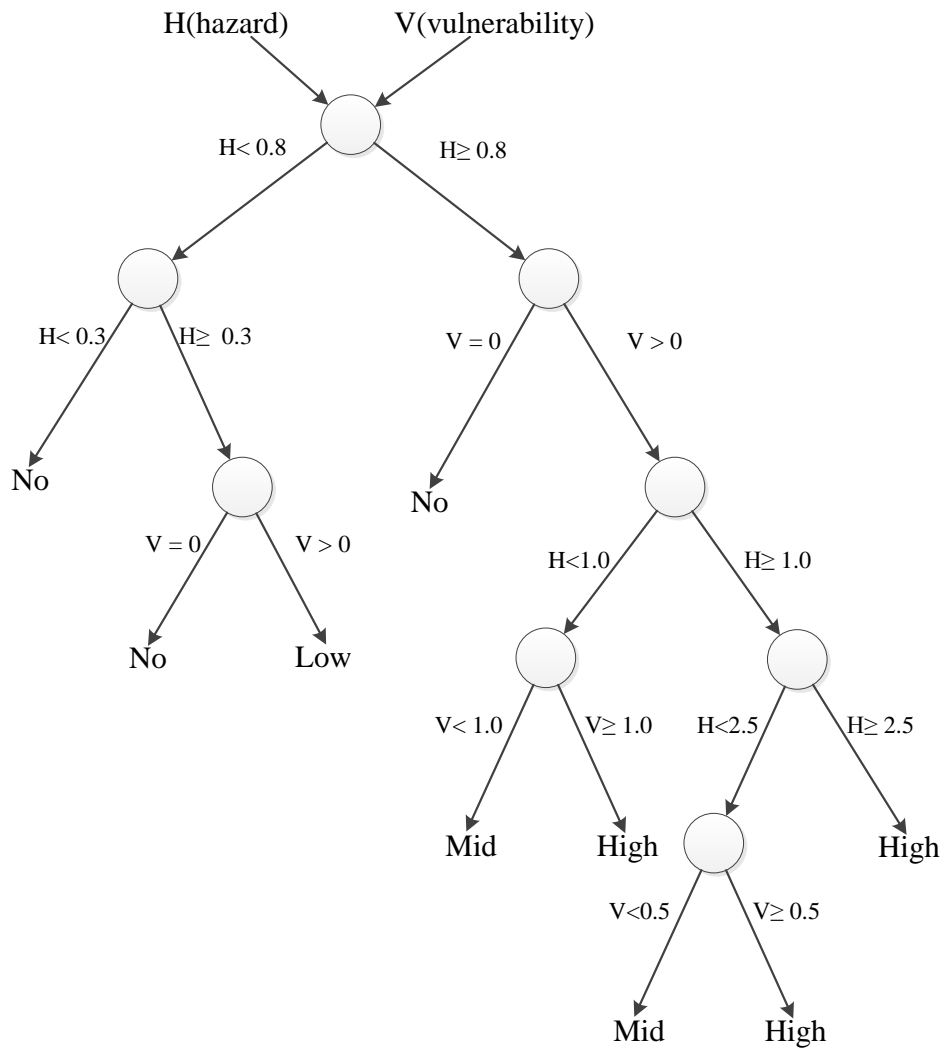 H(hazard) V(vulnerability)
H< 0.8 H≥ 0.8
H< 0.3 H≥ 0.3 V = 0 V > 0
No No
V = 0 V > 0 H<1.0 H≥ 1.0
No Low
V< 1.0 V≥ 1.0 H<2.5 H≥ 2.5
Mid High High
V<0.5 V≥ 0.5
Mid High